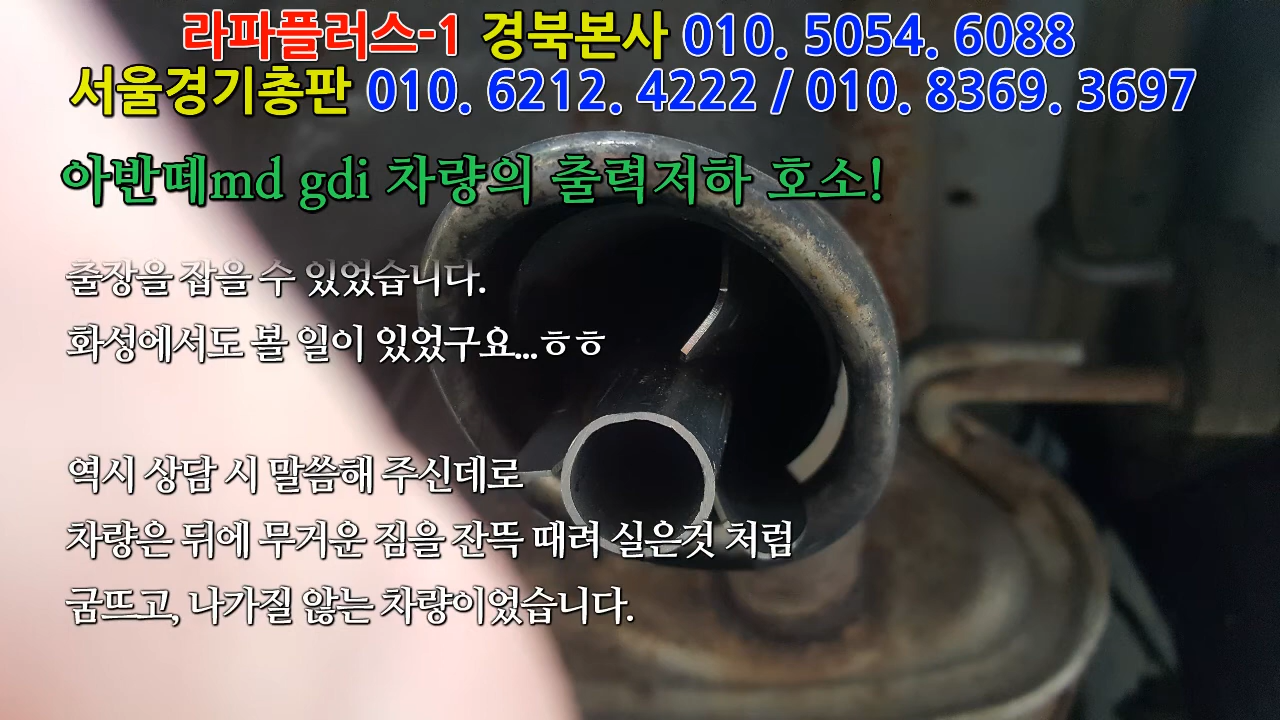 라파플러스-1 경북본사 010. 5054. 6088
서울경기총판 010. 6212. 4222 / 010. 8369. 3697
아반떼md gdi 차량의 출력저하 호소!
출장을 잡을 수 있었습니다.
화성에서도 볼 일이 있었구요...ㅎㅎ
역시 상담 시 말씀해 주신데로
차량은 뒤에 무거운 짐을 잔뜩 때려 실은것 처럼
굼뜨고, 나가질 않는 차량이었습니다.